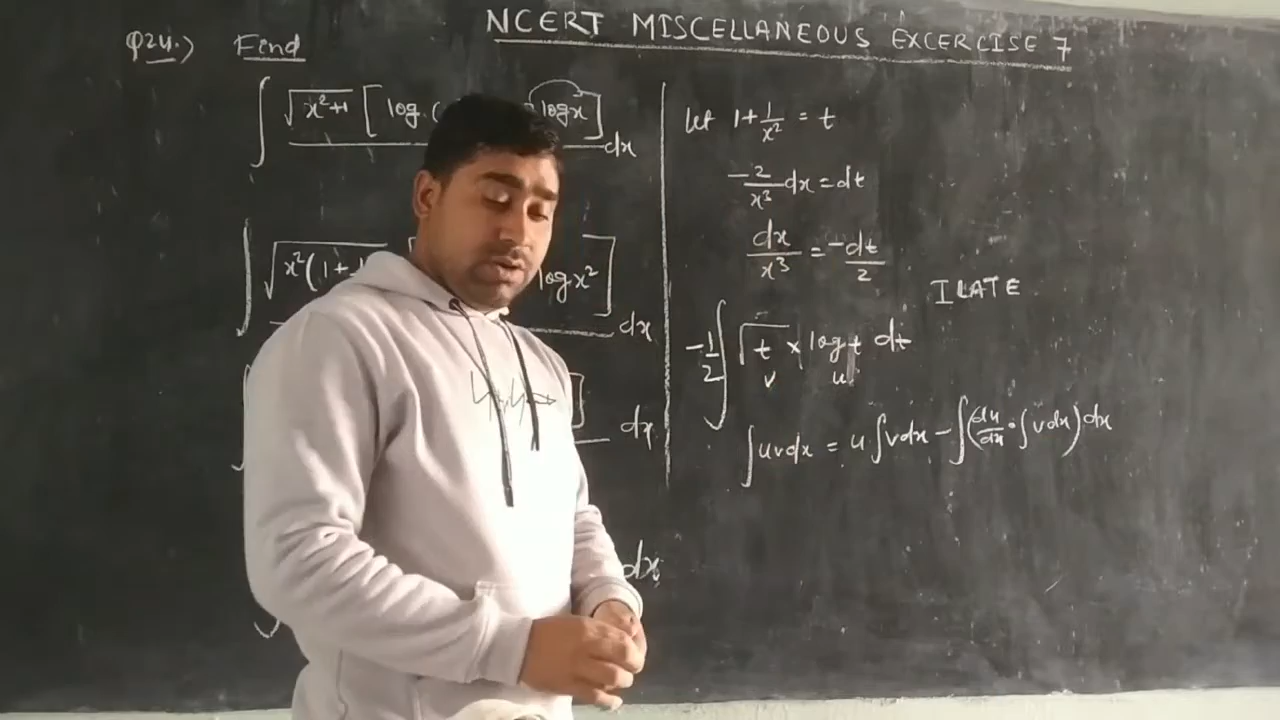 NCERT MISCELLANEOUS EXCERCISE 7
Q24.) Find
∫ √x²+1 [log ( logx] dx
∫ √x²(1+ logx²] dx
] dx
dx
let 1+1/x² = t
-2/x³ dx = dt
dx/x³ = -dt/2
ILATE
-1/2 ∫ √t × log t dt
v u
∫uvdx = u∫vdx - ∫(du/dx · ∫vdx) dx